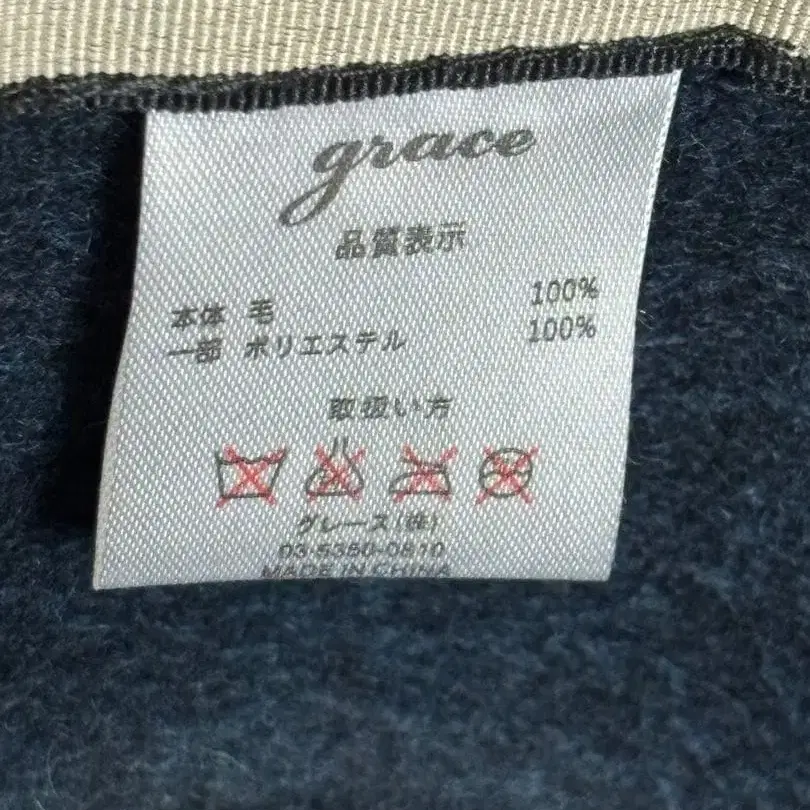 grace
品質表示
本体 毛 100%
一部 ポリエステル 100%
取扱い方
グレース(株)
03-5350-0810
MADE IN CHINA